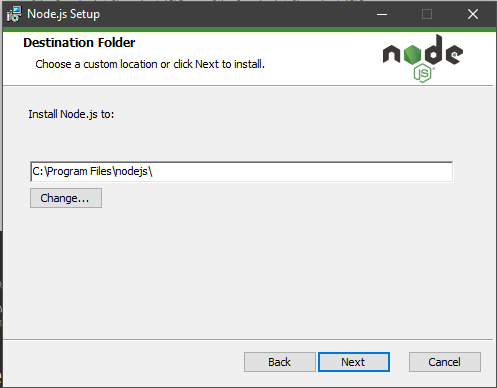 Node.js Setup
Destination Folder
Choose a custom location or click Next to install.
node
JS
Install Node.js to:
C:\Program Files\nodejs\
Change...
Back
Next
Cancel